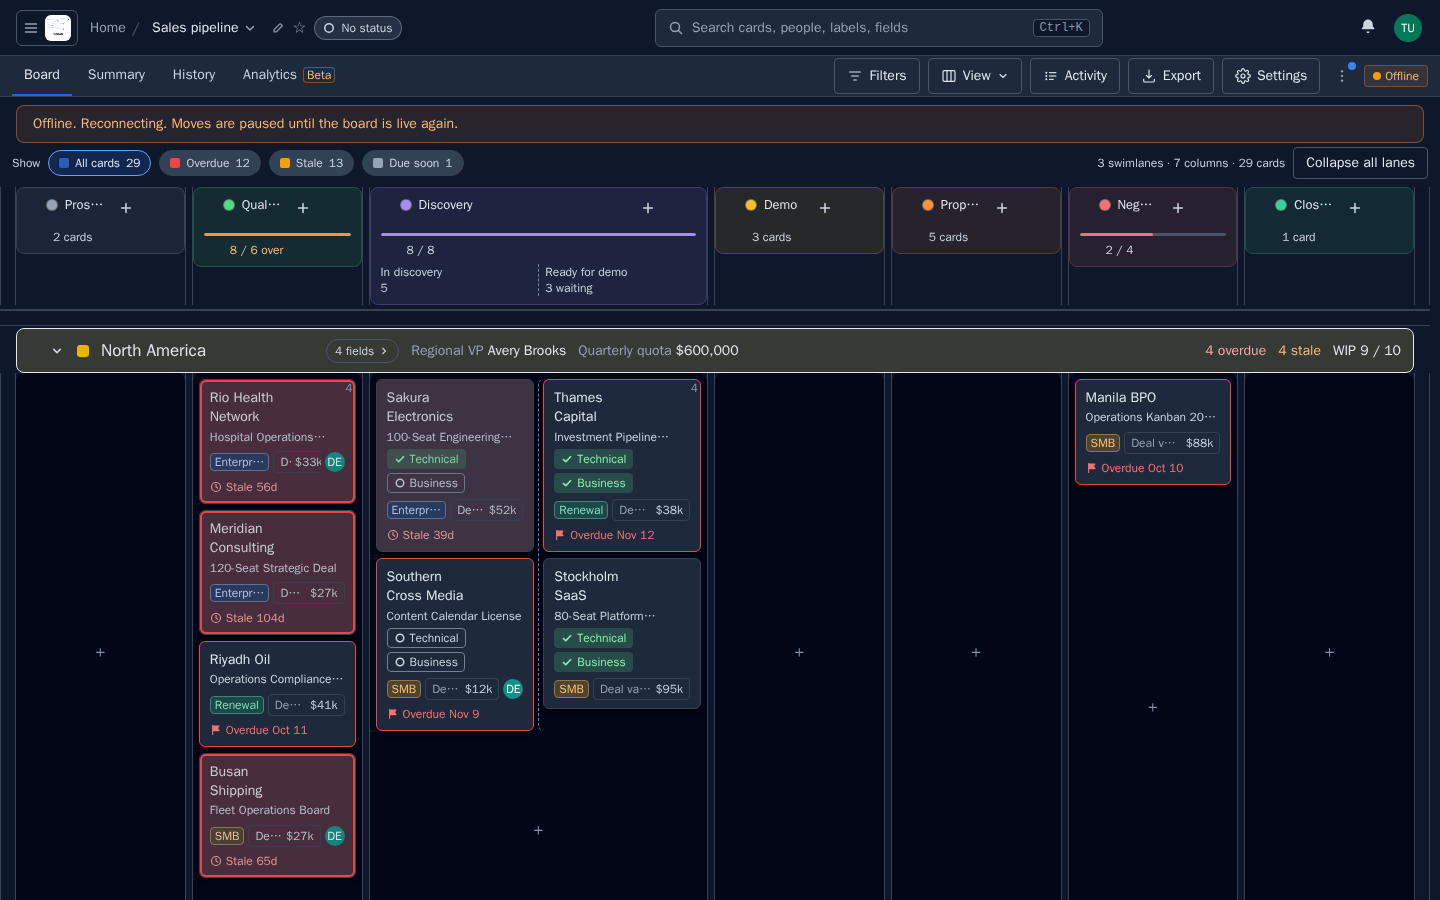 Home / Sales pipeline
No status
Search cards, people, labels, fields Ctrl+K
TU
Board Summary History Analytics Beta
Filters View Activity Export Settings Offline
Offline. Reconnecting. Moves are paused until the board is live again.
Show All cards 29 Overdue 12 Stale 13 Due soon 1
3 swimlanes · 7 columns · 29 cards Collapse all lanes
Pros··· +
2 cards
Qual··· +
8 / 6 over
Discovery +
8 / 8
In discovery
5
Ready for demo
3 waiting
Demo +
3 cards
Prop··· +
5 cards
Neg··· +
2 / 4
Clos··· +
1 card
North America 4 fields Regional VP Avery Brooks Quarterly quota $600,000 4 overdue 4 stale WIP 9 / 10
4
Rio Health
Network
Hospital Operations···
Enterpr··· D· $33k DE
Stale 56d
Meridian
Consulting
120-Seat Strategic Deal
Enterpr··· D··· $27k
Stale 104d
Riyadh Oil
Operations Compliance···
Renewal De··· $41k
Overdue Oct 11
Busan
Shipping
Fleet Operations Board
SMB De··· $27k DE
Stale 65d
Sakura
Electronics
100-Seat Engineering···
Technical
Business
Enterpr··· De··· $52k
Stale 39d
Southern
Cross Media
Content Calendar License
Technical
Business
SMB De··· $12k DE
Overdue Nov 9
4
Thames
Capital
Investment Pipeline···
Technical
Business
Renewal De··· $38k
Overdue Nov 12
Stockholm
SaaS
80-Seat Platform···
Technical
Business
SMB Deal va··· $95k
Manila BPO
Operations Kanban 20···
SMB Deal v··· $88k
Overdue Oct 10